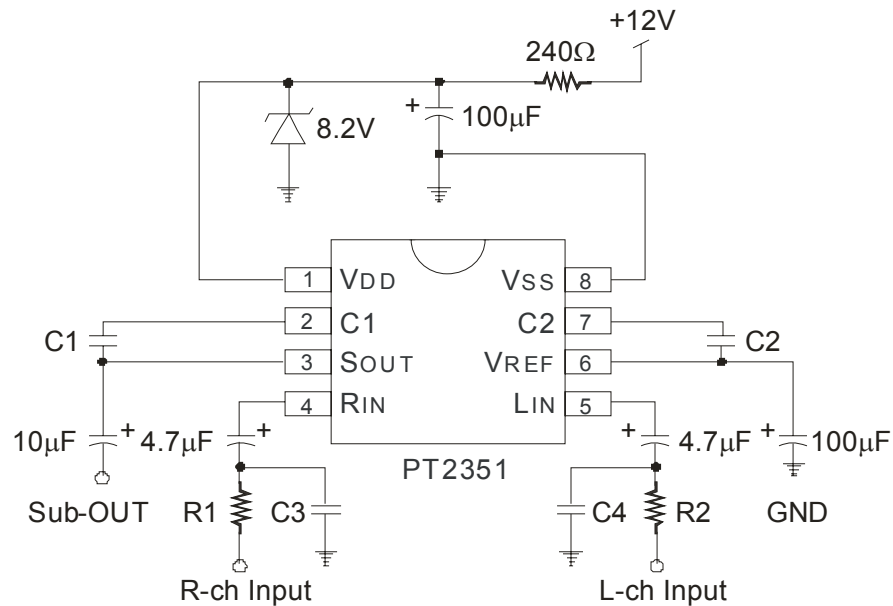 +12V
240Ω
8.2V
+ 100µF
1 VDD VSS 8
2 C1 C2 7
C1 C2
3 SOUT VREF 6
4 RIN LIN 5
10µF + 4.7µF + + 4.7µF + 100µF
PT2351
Sub-OUT R1 C3 C4 R2 GND
R-ch Input L-ch Input